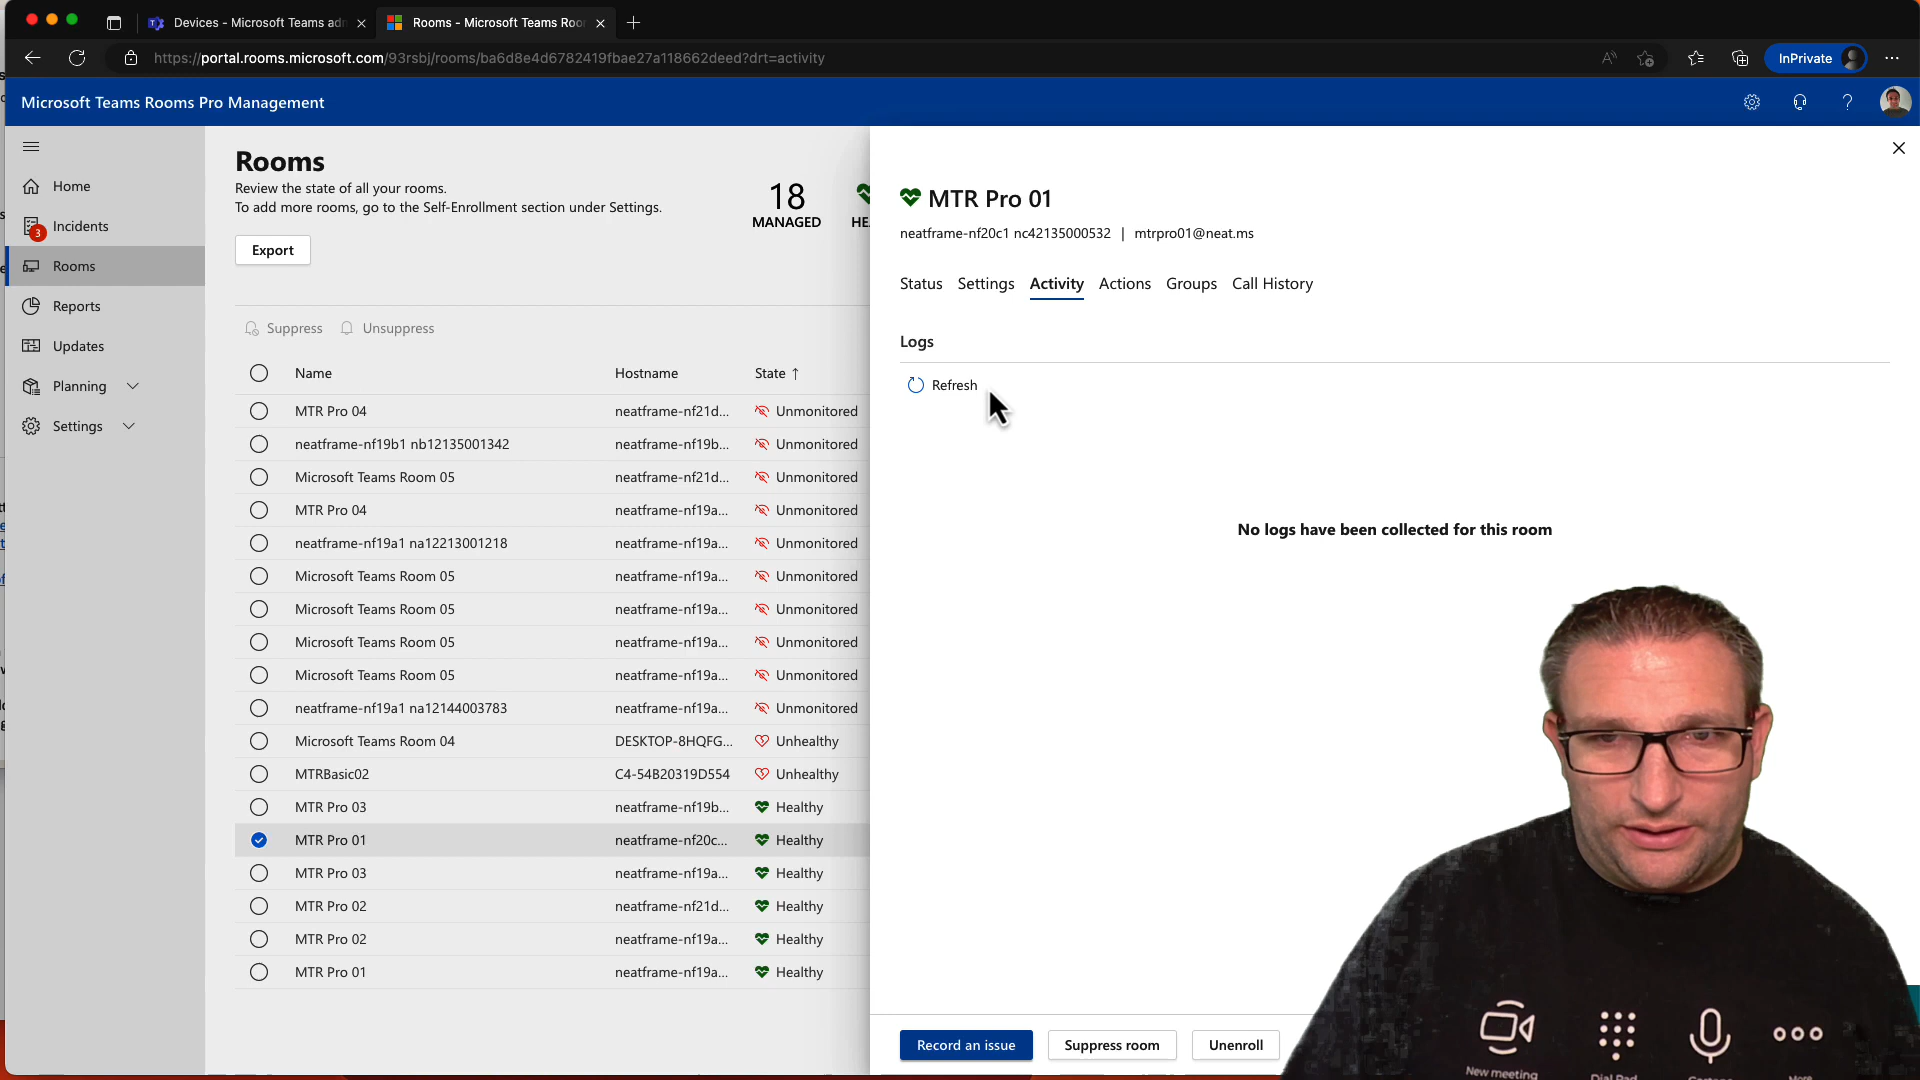 Devices - Microsoft Teams adm
Rooms - Microsoft Teams Roo
https://portal.rooms.microsoft.com/93rsbj/rooms/ba6d8e4d6782419fbae27a118662deed?drt=activity
InPrivate
Microsoft Teams Rooms Pro Management
Home
3
Incidents
Rooms
Reports
Updates
Planning
Settings
Rooms
Review the state of all your rooms.
To add more rooms, go to the Self-Enrollment section under Settings.
18
MANAGED
HE
Export
Suppress Unsuppress
Name Hostname State ↑
MTR Pro 04 neatframe-nf21d... Unmonitored
neatframe-nf19b1 nb12135001342 neatframe-nf19b... Unmonitored
Microsoft Teams Room 05 neatframe-nf21d... Unmonitored
MTR Pro 04 neatframe-nf19a... Unmonitored
neatframe-nf19a1 na12213001218 neatframe-nf19a... Unmonitored
Microsoft Teams Room 05 neatframe-nf19a... Unmonitored
Microsoft Teams Room 05 neatframe-nf19a... Unmonitored
Microsoft Teams Room 05 neatframe-nf19a... Unmonitored
Microsoft Teams Room 05 neatframe-nf19a... Unmonitored
neatframe-nf19a1 na12144003783 neatframe-nf19a... Unmonitored
Microsoft Teams Room 04 DESKTOP-8HQFG... Unhealthy
MTRBasic02 C4-54B20319D554 Unhealthy
MTR Pro 03 neatframe-nf19b... Healthy
MTR Pro 01 neatframe-nf20c... Healthy
MTR Pro 03 neatframe-nf19a... Healthy
MTR Pro 02 neatframe-nf21d... Healthy
MTR Pro 02 neatframe-nf19a... Healthy
MTR Pro 01 neatframe-nf19a... Healthy
MTR Pro 01
neatframe-nf20c1 nc42135000532 | mtrpro01@neat.ms
Status Settings Activity Actions Groups Call History
Logs
Refresh
No logs have been collected for this room
Record an issue Suppress room Unenroll
New meeting Dial Pad